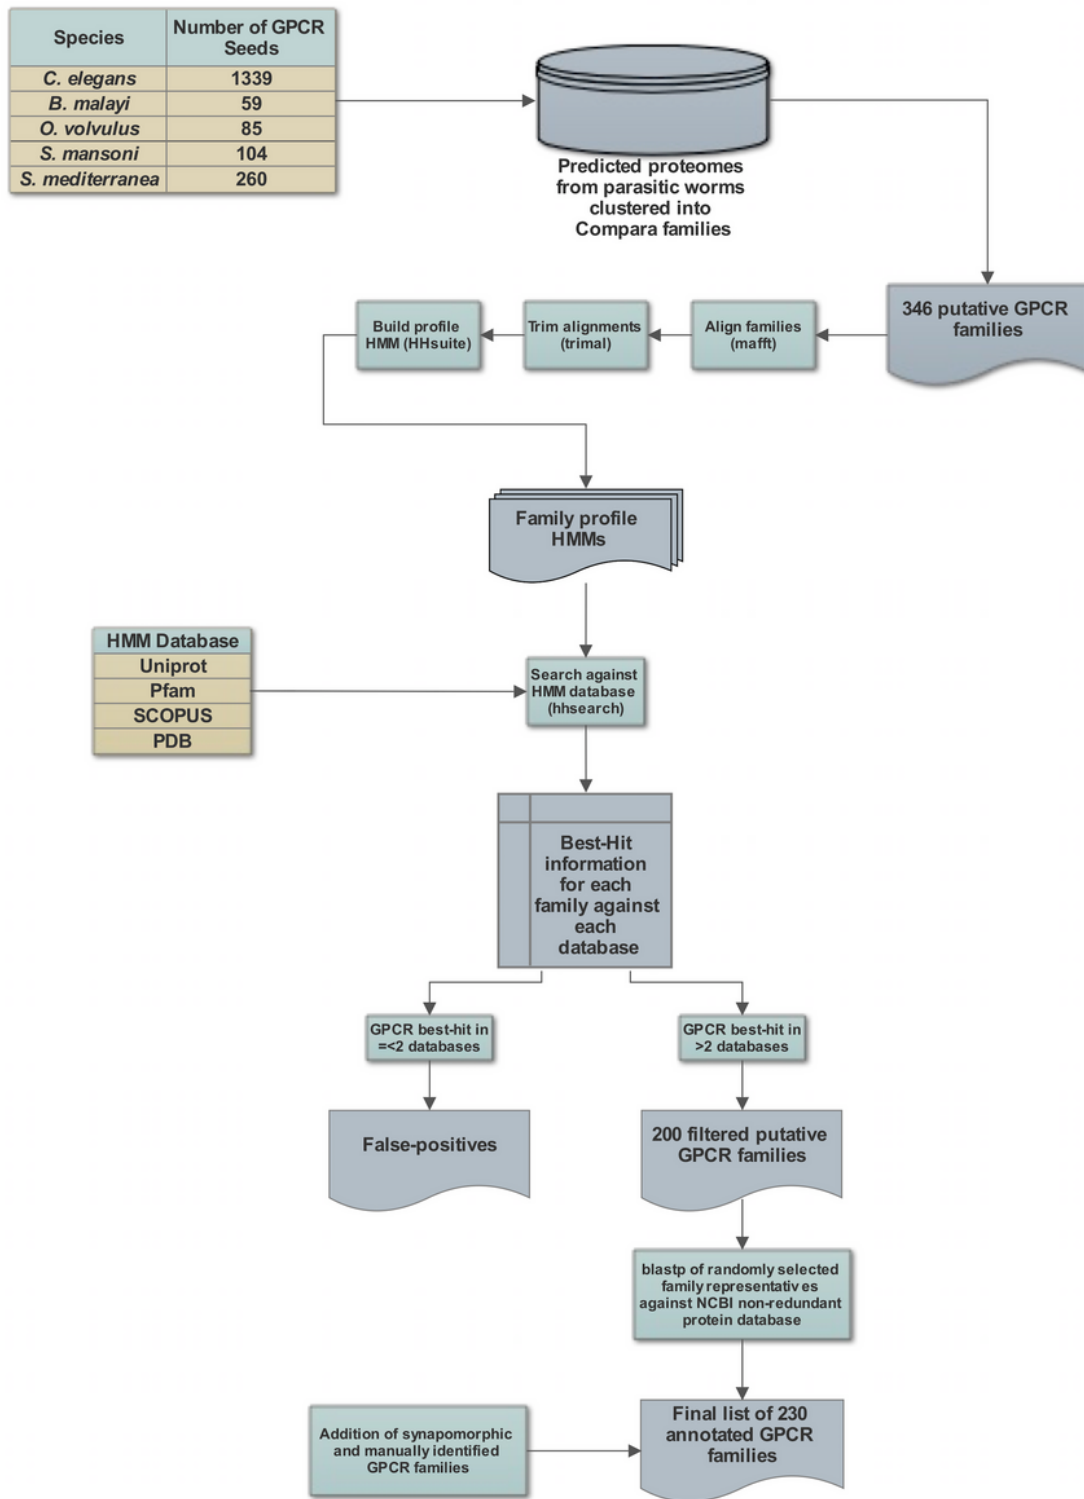 Species Number of GPCR
Seeds
C. elegans 1339
B. malayi 59
O. volvulus 85
S. mansoni 104
S. mediterranea 260
Predicted proteomes
from parasitic worms
clustered into
Compara families
346 putative GPCR
families
Align families
(mafft)
Trim alignments
(trimal)
Build profile
HMM (HHsuite)
Family profile
HMMs
HMM Database
Uniprot
Pfam
SCOPUS
PDB
Search against
HMM database
(hhsearch)
Best-Hit
information
for each
family against
each
database
GPCR best-hit in
=<2 databases
GPCR best-hit in
>2 databases
False-positives
200 filtered putative
GPCR families
blastp of randomly selected
family representatives
against NCBI non-redundant
protein database
Addition of synapomorphic
and manually identified
GPCR families
Final list of 230
annotated GPCR
families